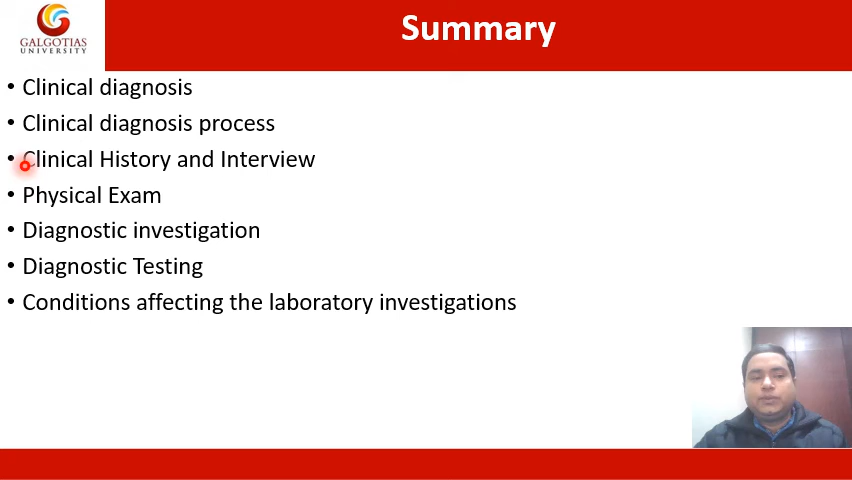 GALGOTIAS
UNIVERSITY
Summary
• Clinical diagnosis
• Clinical diagnosis process
• Clinical History and Interview
• Physical Exam
• Diagnostic investigation
• Diagnostic Testing
• Conditions affecting the laboratory investigations